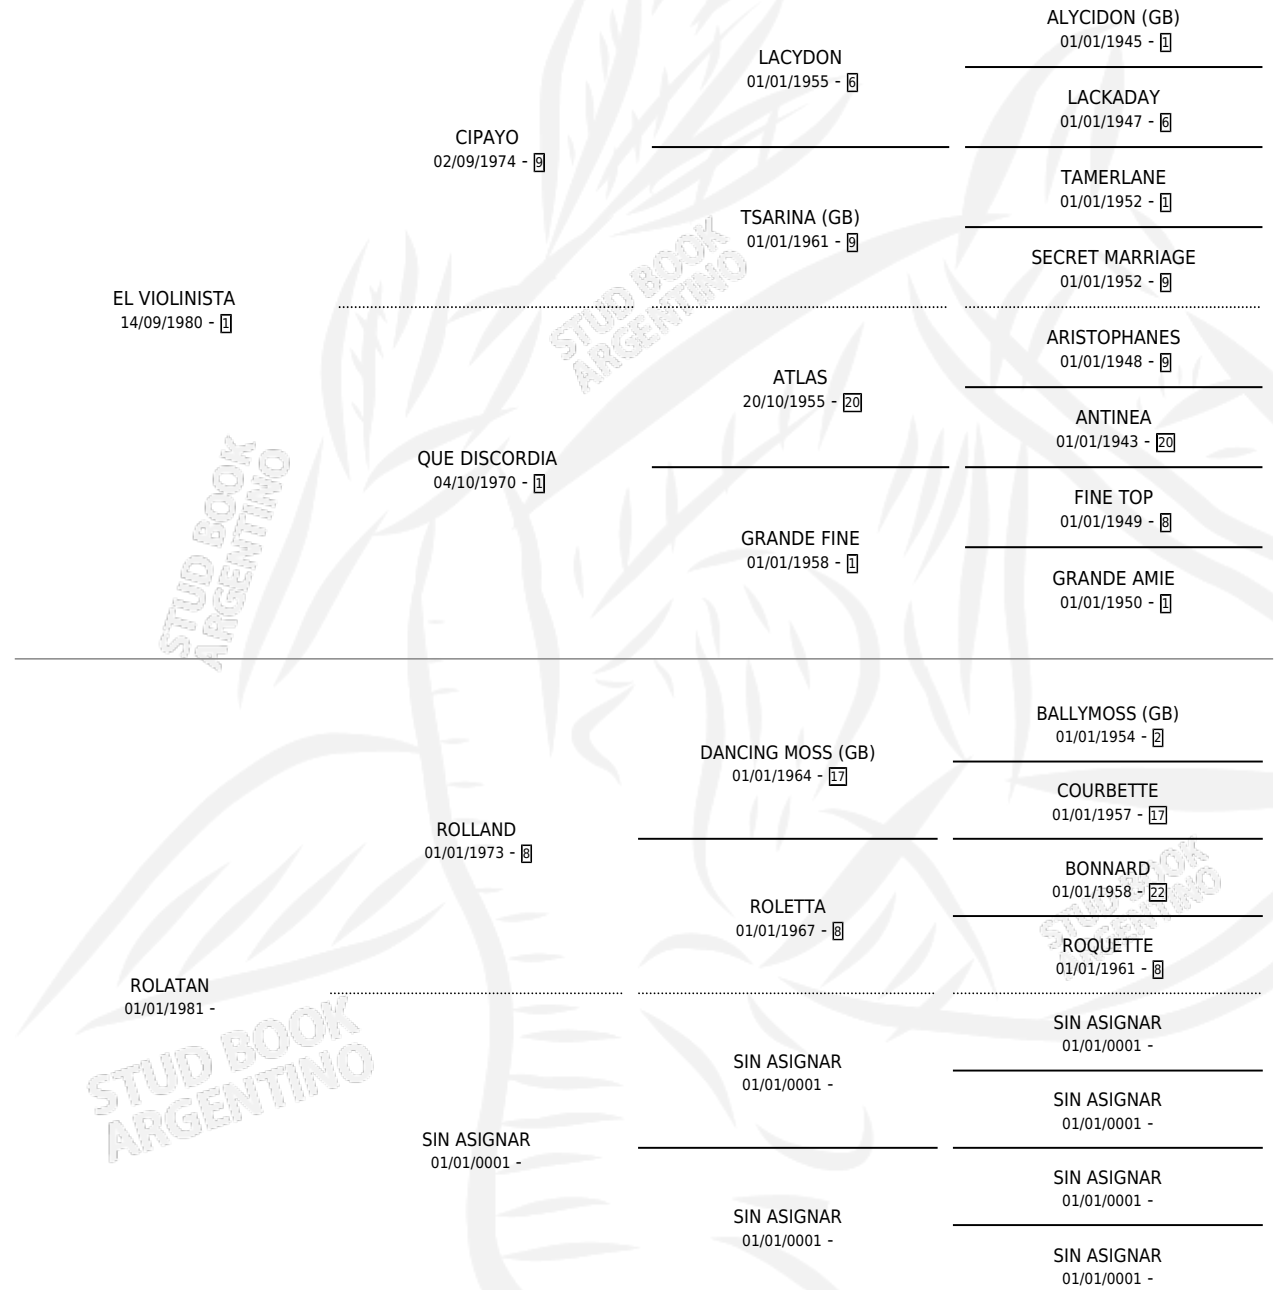 ALYCIDON (GB)
01/01/1945 - 1
LACYDON
01/01/1955 - 6
LACKADAY
01/01/1947 - 6
CIPAYO
02/09/1974 - 9
TAMERLANE
01/01/1952 - 1
TSARINA (GB)
01/01/1961 - 9
SECRET MARRIAGE
01/01/1952 - 9
EL VIOLINISTA
14/09/1980 - 1
ARISTOPHANES
01/01/1948 - 9
ATLAS
20/10/1955 - 20
ANTINEA
01/01/1943 - 20
QUE DISCORDIA
04/10/1970 - 1
FINE TOP
01/01/1949 - 8
GRANDE FINE
01/01/1958 - 1
GRANDE AMIE
01/01/1950 - 1
STUD BOOK
ARGENTINO
STUD BOOK
ARGENTINO
BALLYMOSS (GB)
01/01/1954 - 2
DANCING MOSS (GB)
01/01/1964 - 17
COURBETTE
01/01/1957 - 17
ROLLAND
01/01/1973 - 8
BONNARD
01/01/1958 - 22
ROLETTA
01/01/1967 - 8
ROQUETTE
01/01/1961 - 8
ROLATAN
01/01/1981 -
SIN ASIGNAR
01/01/0001 -
SIN ASIGNAR
01/01/0001 -
SIN ASIGNAR
01/01/0001 -
SIN ASIGNAR
01/01/0001 -
SIN ASIGNAR
01/01/0001 -
SIN ASIGNAR
01/01/0001 -
SIN ASIGNAR
01/01/0001 -
STUD BOOK
ARGENTINO
STUD BOOK
ARGENTINO